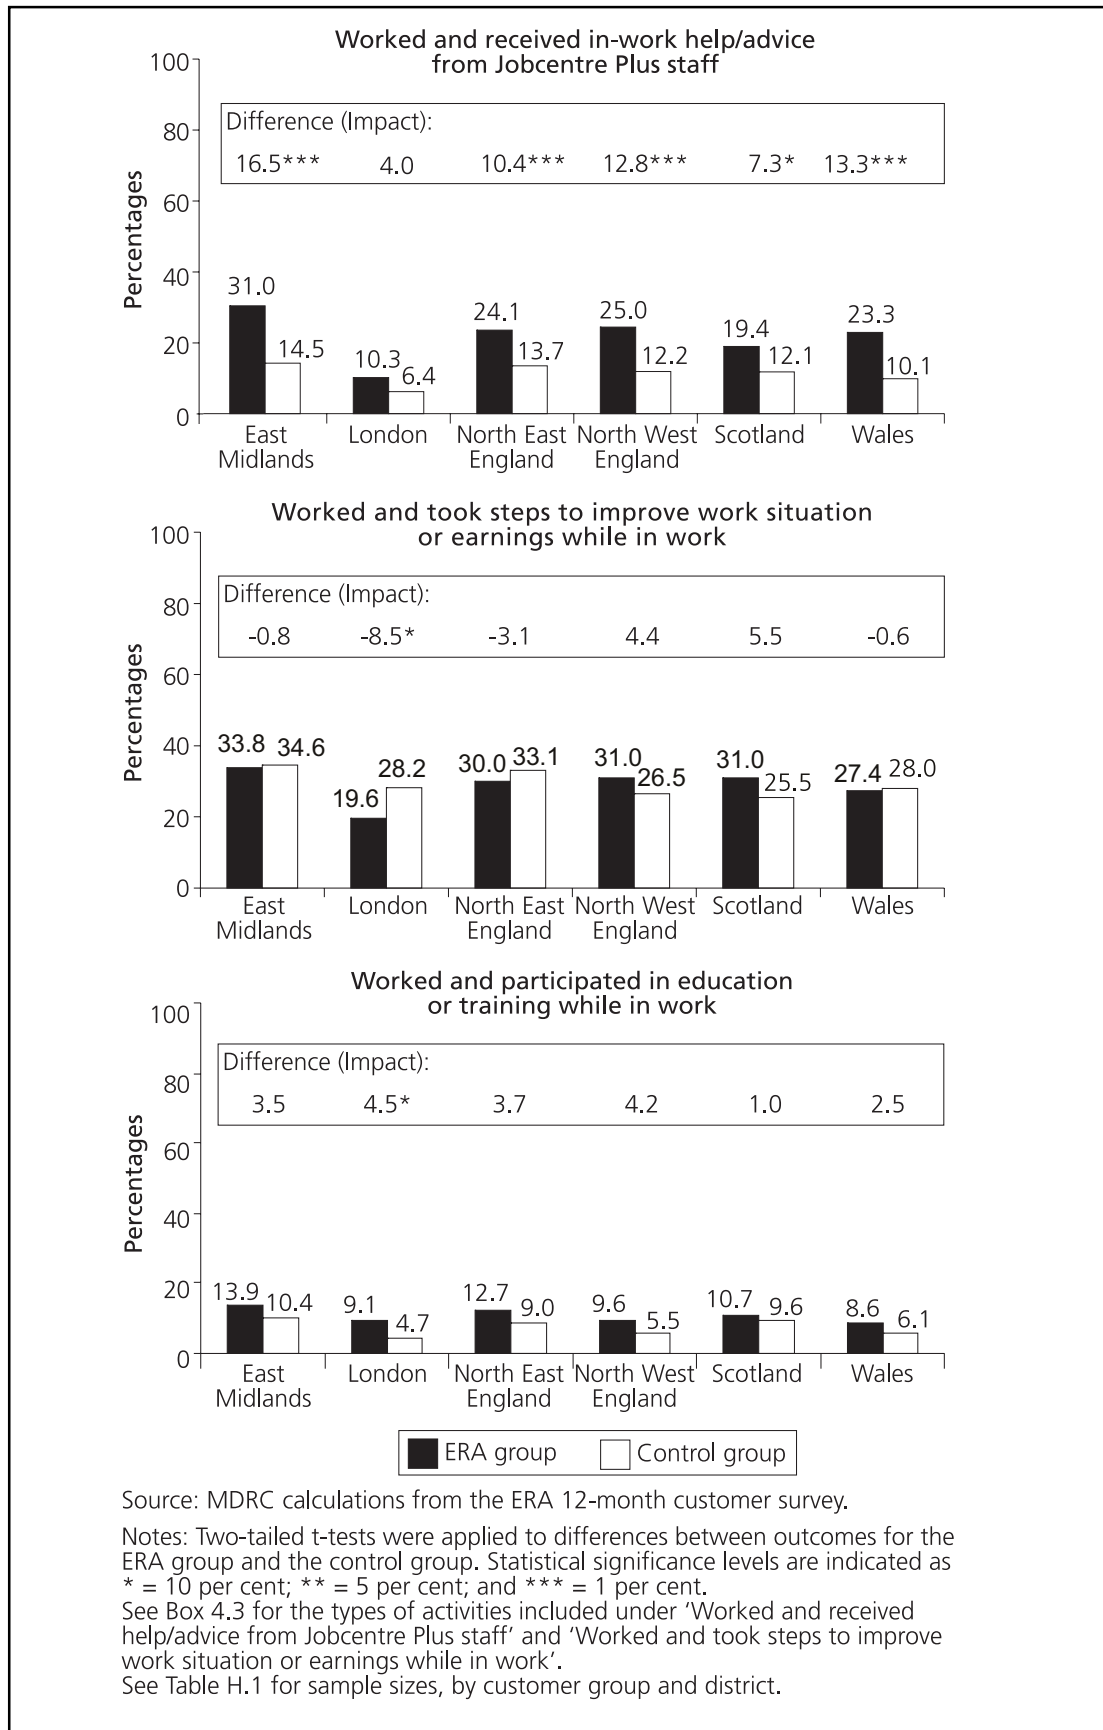 Worked and received in-work help/advice
from Jobcentre Plus staff
100
80
60
40
20
0
Percentages
Difference (Impact):
16.5*** 4.0 10.4*** 12.8*** 7.3* 13.3***
31.0 14.5 10.3 6.4 24.1 13.7 25.0 12.2 19.4 12.1 23.3 10.1
East London North East North West Scotland Wales
Midlands England England
Worked and took steps to improve work situation
or earnings while in work
100
80
60
40
20
0
Percentages
Difference (Impact):
-0.8 -8.5* -3.1 4.4 5.5 -0.6
33.8 34.6 19.6 28.2 30.0 33.1 31.0 26.5 31.0 25.5 27.4 28.0
East London North East North West Scotland Wales
Midlands England England
Worked and participated in education
or training while in work
100
80
60
40
20
0
Percentages
Difference (Impact):
3.5 4.5* 3.7 4.2 1.0 2.5
13.9 10.4 9.1 4.7 12.7 9.0 9.6 5.5 10.7 9.6 8.6 6.1
East London North East North West Scotland Wales
Midlands England England
ERA group Control group
Source: MDRC calculations from the ERA 12-month customer survey.
Notes: Two-tailed t-tests were applied to differences between outcomes for the
ERA group and the control group. Statistical significance levels are indicated as
* = 10 per cent; ** = 5 per cent; and *** = 1 per cent.
See Box 4.3 for the types of activities included under ‘Worked and received
help/advice from Jobcentre Plus staff’ and ‘Worked and took steps to improve
work situation or earnings while in work’.
See Table H.1 for sample sizes, by customer group and district.